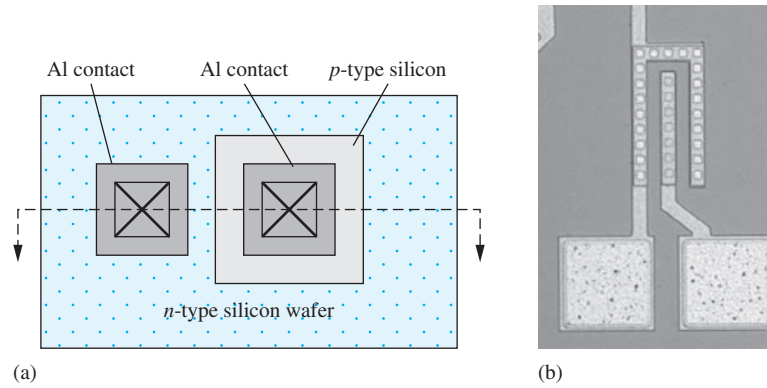 Al contact
Al contact
p-type silicon
n-type silicon wafer
(a)
(b)